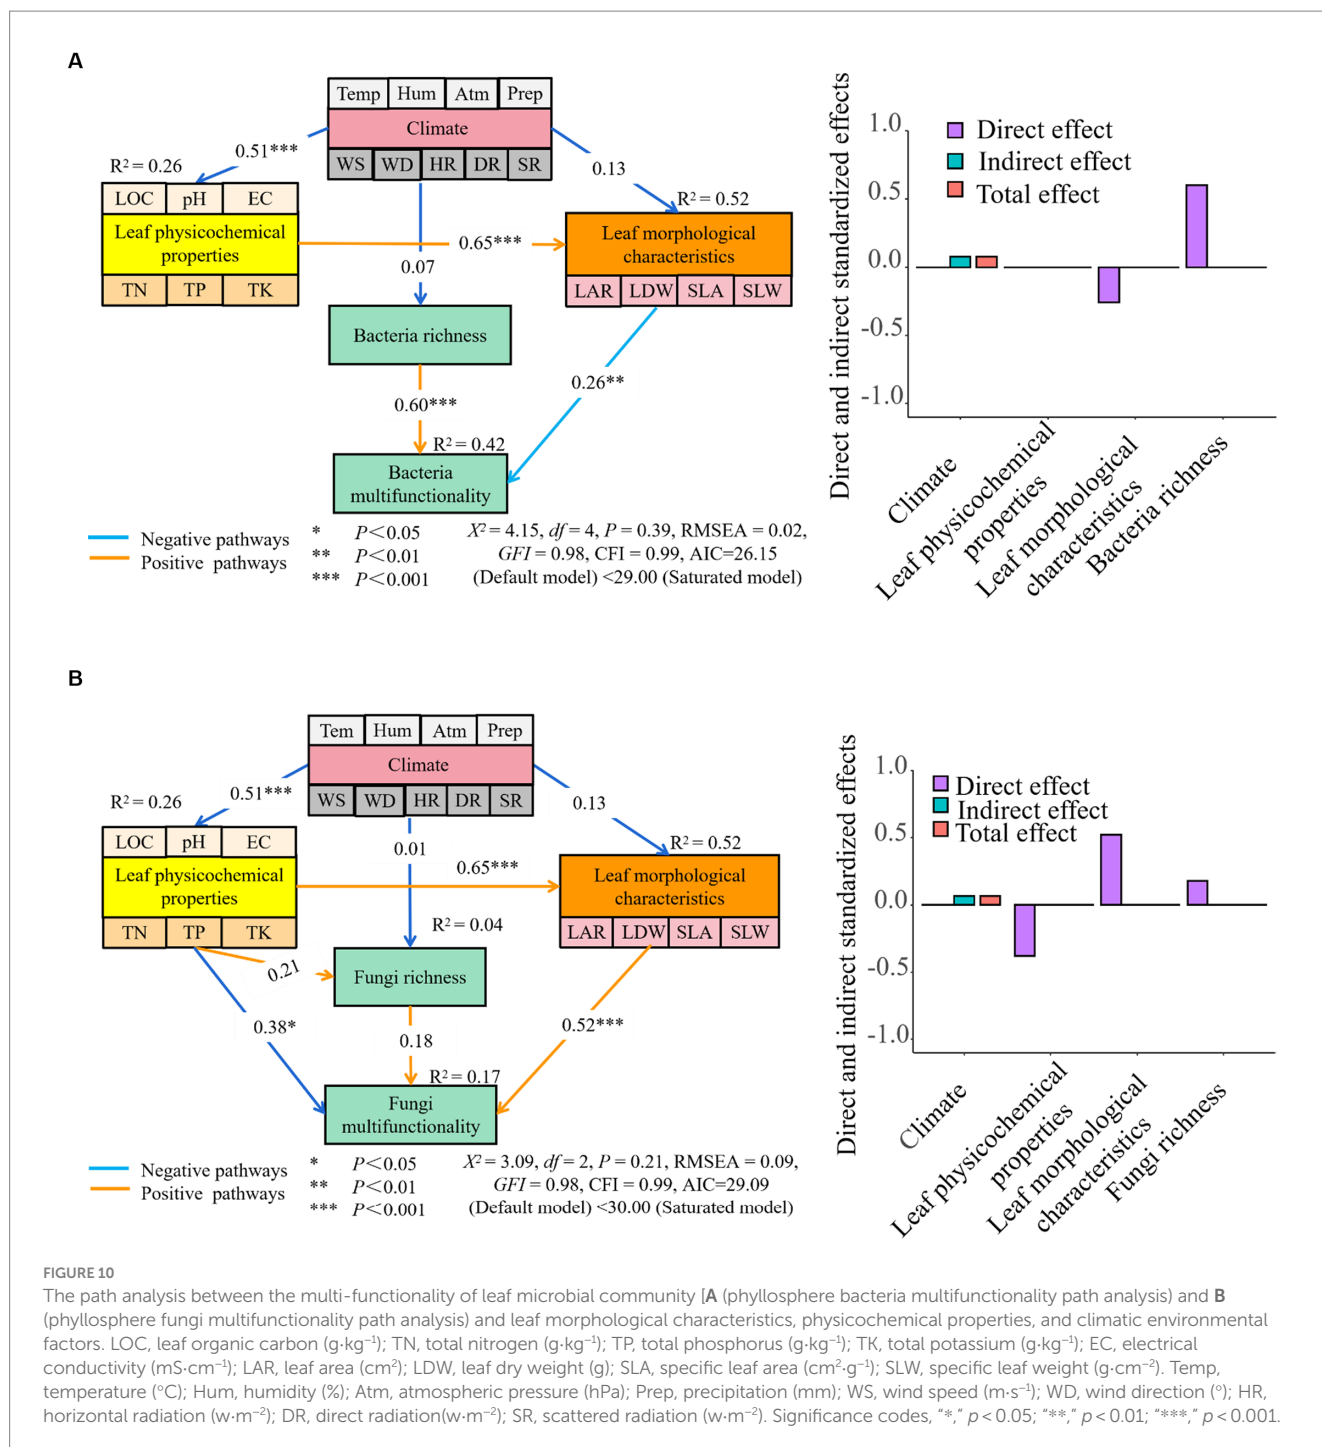 A
Temp Hum Atm Prep
Climate
WS WD HR DR SR
0.51***
0.13
R² = 0.26
R² = 0.52
LOC pH EC
Leaf physicochemical
properties
TN TP TK
0.65***
Leaf morphological
characteristics
LAR LDW SLA SLW
0.07
Bacteria richness
0.26**
0.60***
R² = 0.42
Bacteria
multifunctionality
Negative pathways
Positive pathways
* P<0.05
** P<0.01
*** P<0.001
X² = 4.15, df = 4, P = 0.39, RMSEA = 0.02,
GFI = 0.98, CFI = 0.99, AIC=26.15
(Default model) <29.00 (Saturated model)
Direct and indirect standardized effects
1.0
0.5
0.0
-0.5
-1.0
Direct effect
Indirect effect
Total effect
Climate
Leaf physicochemical
properties
Leaf morphological
characteristics
Bacteria richness
B
Tem Hum Atm Prep
Climate
WS WD HR DR SR
0.51***
0.13
R² = 0.26
R² = 0.52
LOC pH EC
Leaf physicochemical
properties
TN TP TK
0.01
0.65***
Leaf morphological
characteristics
LAR LDW SLA SLW
R² = 0.04
0.21
Fungi richness
0.38*
0.18
0.52***
R² = 0.17
Fungi
multifunctionality
Negative pathways
Positive pathways
* P<0.05
** P<0.01
*** P<0.001
X² = 3.09, df = 2, P = 0.21, RMSEA = 0.09,
GFI = 0.98, CFI = 0.99, AIC=29.09
(Default model) <30.00 (Saturated model)
Direct and indirect standardized effects
1.0
0.5
0.0
-0.5
-1.0
Direct effect
Indirect effect
Total effect
Climate
Leaf physicochemical
properties
Leaf morphological
characteristics
Fungi richness
FIGURE 10
The path analysis between the multi-functionality of leaf microbial community [A (phyllosphere bacteria multifunctionality path analysis) and B
(phyllosphere fungi multifunctionality path analysis) and leaf morphological characteristics, physicochemical properties, and climatic environmental
factors. LOC, leaf organic carbon (g·kg⁻¹); TN, total nitrogen (g·kg⁻¹); TP, total phosphorus (g·kg⁻¹); TK, total potassium (g·kg⁻¹); EC, electrical
conductivity (mS·cm⁻¹); LAR, leaf area (cm²); LDW, leaf dry weight (g); SLA, specific leaf area (cm²·g⁻¹); SLW, specific leaf weight (g·cm⁻²). Temp,
temperature (°C); Hum, humidity (%); Atm, atmospheric pressure (hPa); Prep, precipitation (mm); WS, wind speed (m·s⁻¹); WD, wind direction (°); HR,
horizontal radiation (w·m⁻²); DR, direct radiation(w·m⁻²); SR, scattered radiation (w·m⁻²). Significance codes, “*,” p < 0.05; “**,” p < 0.01; “***,” p < 0.001.